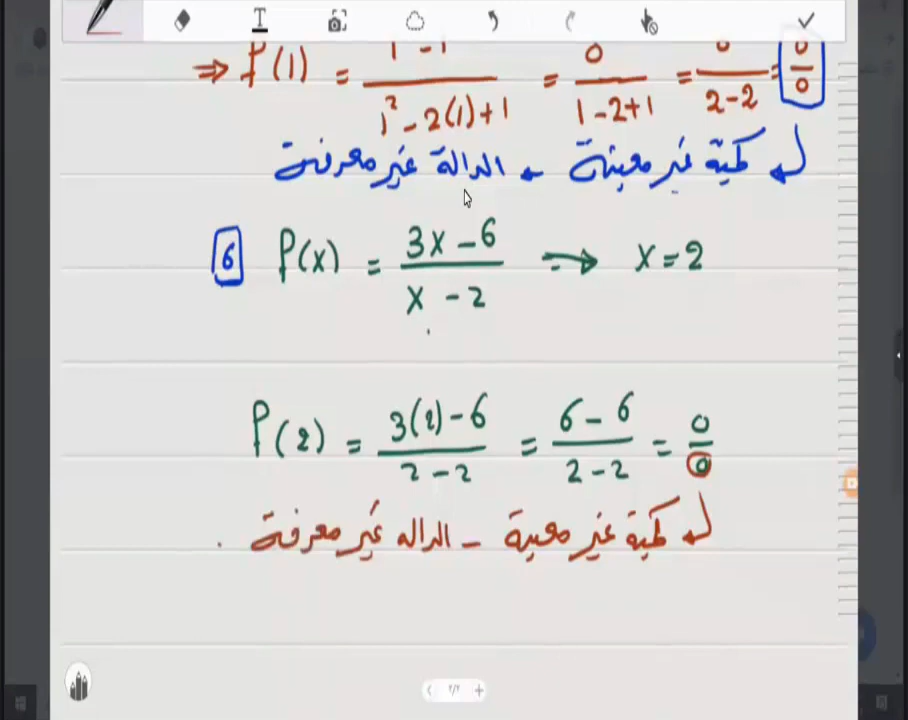 ⇒ f(1) = 1-1 / 1²-2(1)+1 = 0 / 1-2+1 = 0 / 2-2 = 0/0
↳ كمية غير معينة ← الدالة غير معرفة
6 f(x) = 3x-6 / x-2 → x=2
f(2) = 3(2)-6 / 2-2 = 6-6 / 2-2 = 0/0
↳ كمية غير معينة - الداله غير معرفة .